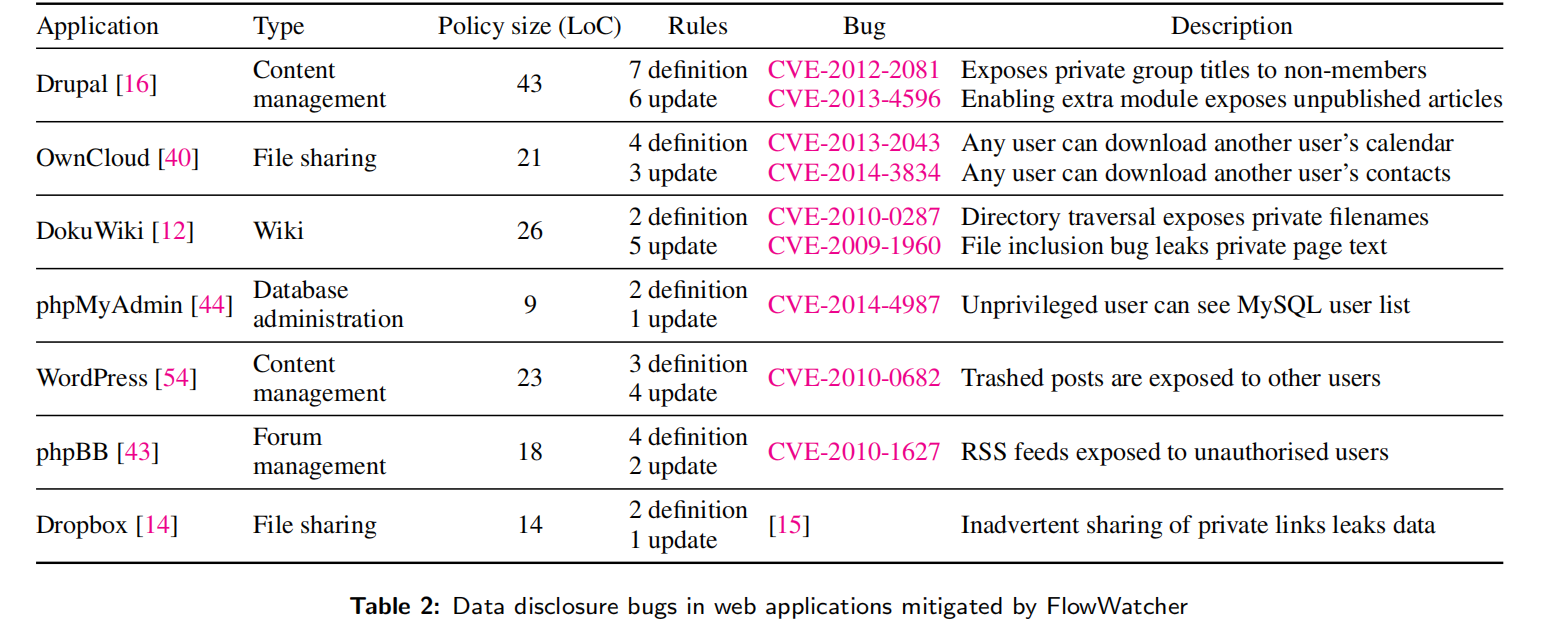 Application Type Policy size (LoC) Rules Bug Description
Drupal [16] Content management 43 7 definition CVE-2012-2081 Exposes private group titles to non-members
6 update CVE-2013-4596 Enabling extra module exposes unpublished articles
OwnCloud [40] File sharing 21 4 definition CVE-2013-2043 Any user can download another user’s calendar
3 update CVE-2014-3834 Any user can download another user’s contacts
DokuWiki [12] Wiki 26 2 definition CVE-2010-0287 Directory traversal exposes private filenames
5 update CVE-2009-1960 File inclusion bug leaks private page text
phpMyAdmin [44] Database administration 9 2 definition 1 update CVE-2014-4987 Unprivileged user can see MySQL user list
WordPress [54] Content management 23 3 definition 4 update CVE-2010-0682 Trashed posts are exposed to other users
phpBB [43] Forum management 18 4 definition 2 update CVE-2010-1627 RSS feeds exposed to unauthorised users
Dropbox [14] File sharing 14 2 definition 1 update [15] Inadvertent sharing of private links leaks data
Table 2: Data disclosure bugs in web applications mitigated by FlowWatcher